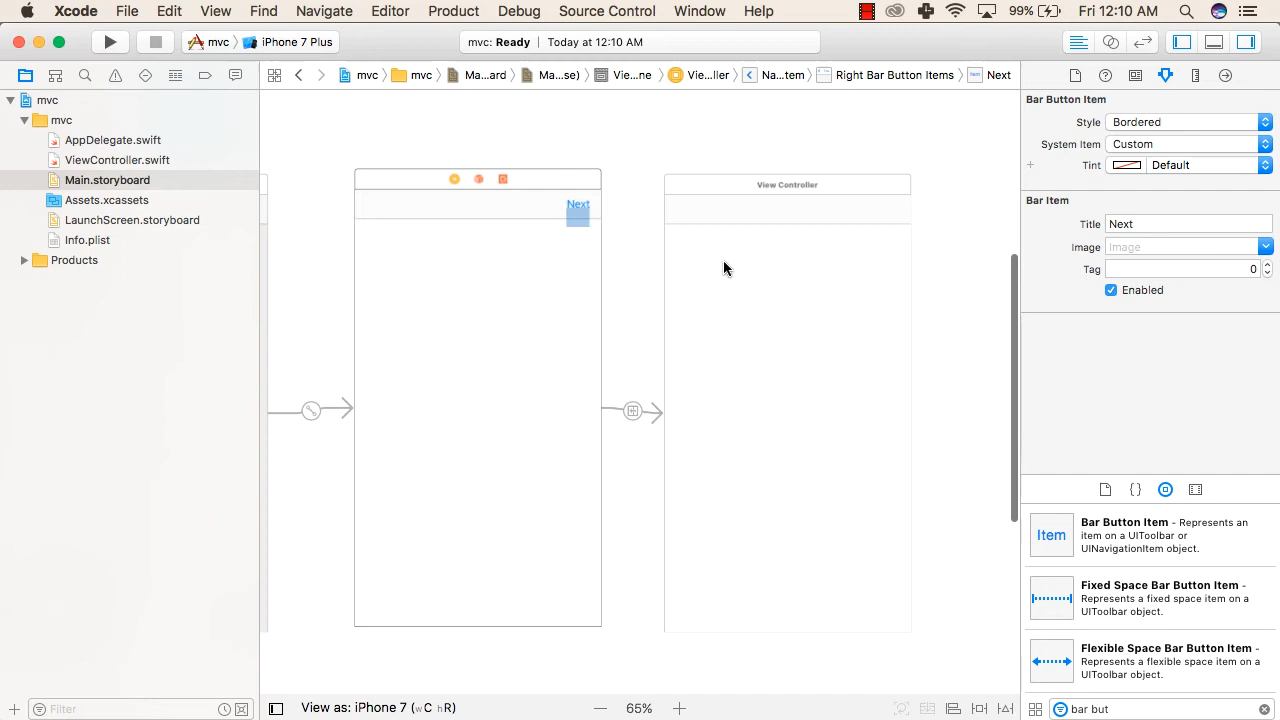 Xcode File Edit View Find Navigate Editor Product Debug Source Control Window Help 99% Fri 12:10 AM
mvc iPhone 7 Plus mvc: Ready Today at 12:10 AM
mvc mvc Ma...ard Ma...se) Vie...ne Vie...ller Na...tem Right Bar Button Items Next
mvc
mvc
AppDelegate.swift
ViewController.swift
Main.storyboard
Assets.xcassets
LaunchScreen.storyboard
Info.plist
Products
Next
View Controller
Bar Button Item
Style Bordered
System Item Custom
Tint Default
Bar Item
Title Next
Image Image
Tag 0
Enabled
Item
Bar Button Item - Represents an
item on a UIToolbar or
UINavigationItem object.
Fixed Space Bar Button Item -
Represents a fixed space item on a
UIToolbar object.
Flexible Space Bar Button Item -
Represents a flexible space item on a
UIToolbar object.
Filter
View as: iPhone 7 (wC hR) 65%
bar but